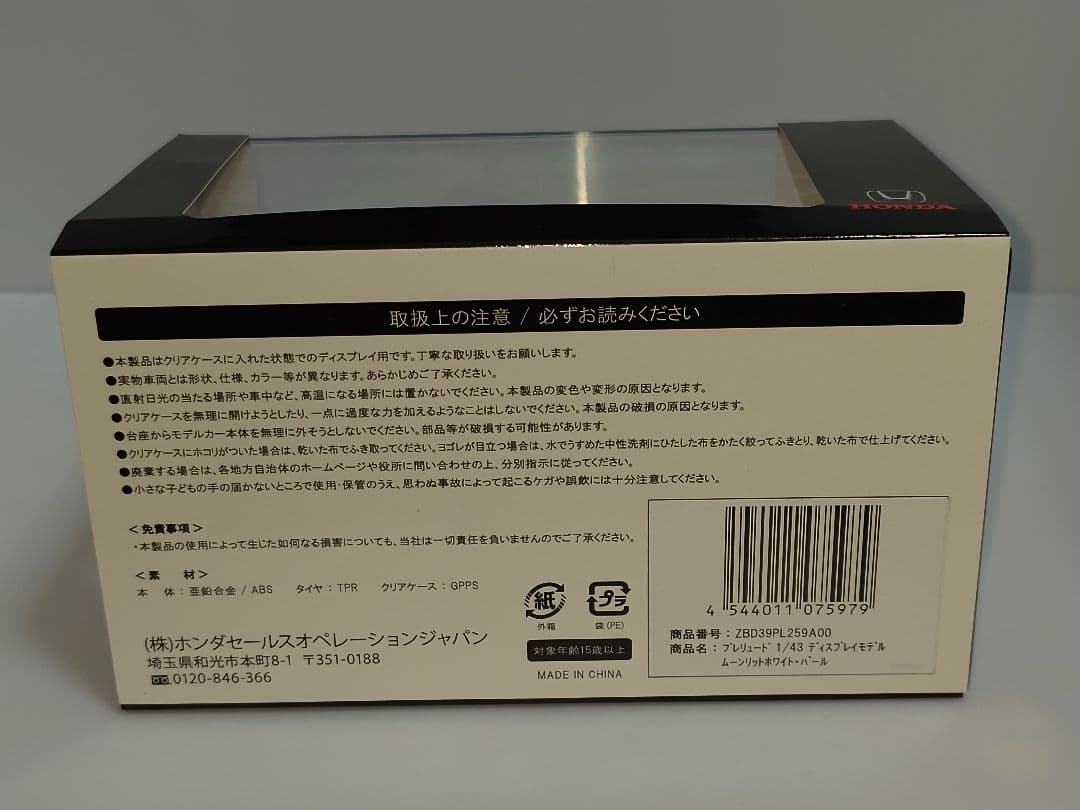 HONDA
取扱上の注意 / 必ずお読みください
●本製品はクリアケースに入れた状態でのディスプレイ用です。丁寧な取り扱いをお願いします。
●実物車両とは形状、仕様、カラー等が異なります。あらかじめご了承ください。
●直射日光の当たる場所や車中など、高温になる場所には置かないでください。本製品の変色や変形の原因となります。
●クリアケースを無理に開けようとしたり、一点に過度な力を加えるようなことはしないでください。本製品の破損の原因となります。
●台座からモデルカー本体を無理に外そうとしないでください。部品等が破損する可能性があります。
●クリアケースにホコリがついた場合は、乾いた布でふき取ってください。ヨゴレが目立つ場合は、水でうすめた中性洗剤にひたした布をかたく絞ってふきとり、乾いた布で仕上げてください。
●廃棄する場合は、各地方自治体のホームページや役所に問い合わせの上、分別指示に従ってください。
●小さな子どもの手の届かないところで使用・保管のうえ、思わぬ事故によって起こるケガや誤飲には十分注意してください。
＜免責事項＞
・本製品の使用によって生じた如何なる損害についても、当社は一切責任を負いませんのでご了承ください。
＜素　材＞
本　体：亜鉛合金 / ABS　タイヤ：TPR　クリアケース：GPPS
紙
外箱
プラ
袋(PE)
対象年齢15歳以上
MADE IN CHINA
(株)ホンダセールスオペレーションジャパン
埼玉県和光市本町8-1 〒351-0188
0120-846-366
4 544011 075979
商品番号：ZBD39PL259A00
商品名：プレリュード 1/43 ディスプレイモデル
ムーンリットホワイト・パール